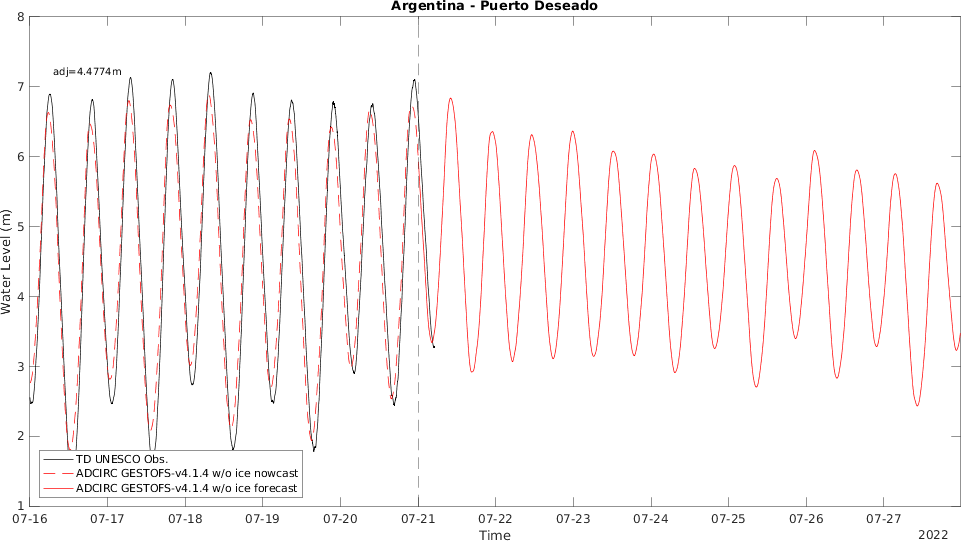 Argentina - Puerto Deseado
8
adj=4.4774m
7
6
5
4
3
2
1
Water Level (m)
TD UNESCO Obs.
ADCIRC GESTOFS-v4.1.4 w/o ice nowcast
ADCIRC GESTOFS-v4.1.4 w/o ice forecast
07-16 07-17 07-18 07-19 07-20 07-21 07-22 07-23 07-24 07-25 07-26 07-27
Time
2022